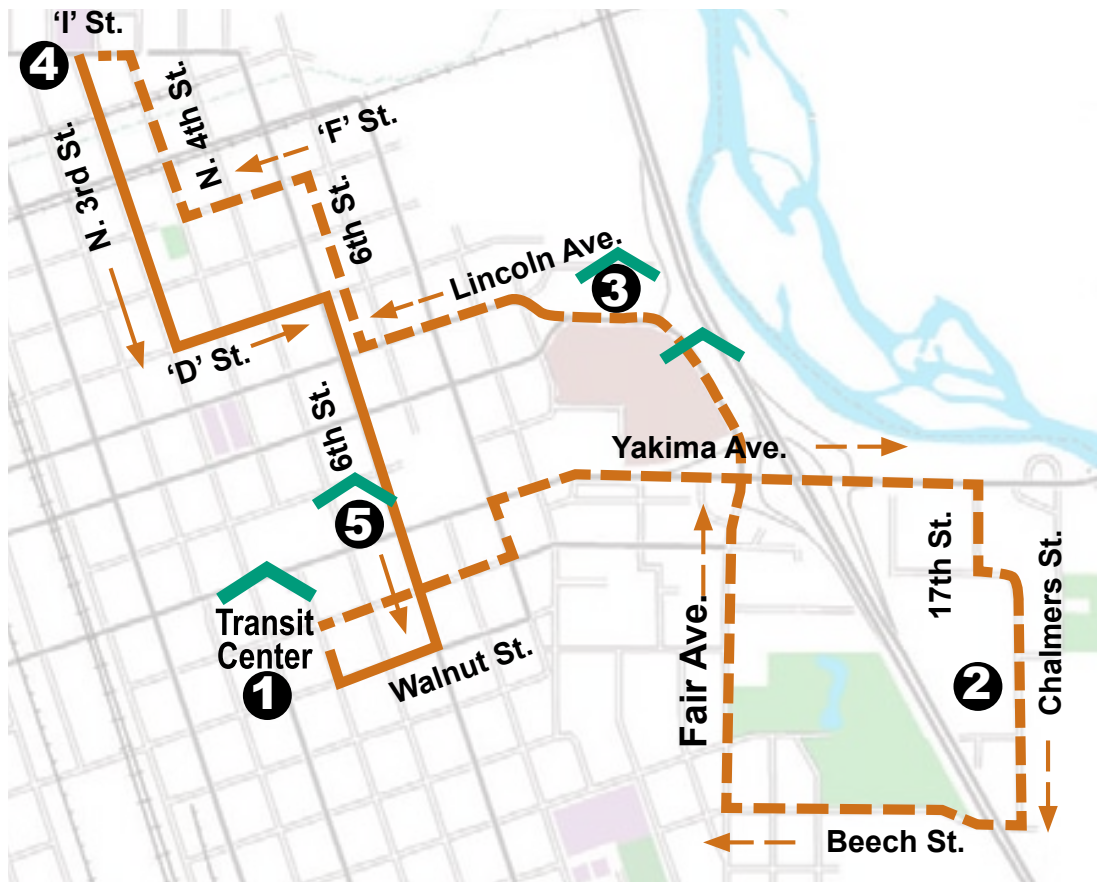 ‘I’ St.
4
N. 4th St.
N. 3rd St.
‘F’ St.
6th St.
Lincoln Ave.
3
‘D’ St.
6th St.
Yakima Ave.
5
17th St.
Chalmers St.
Transit
Center
1
Walnut St.
Fair Ave.
2
Beech St.